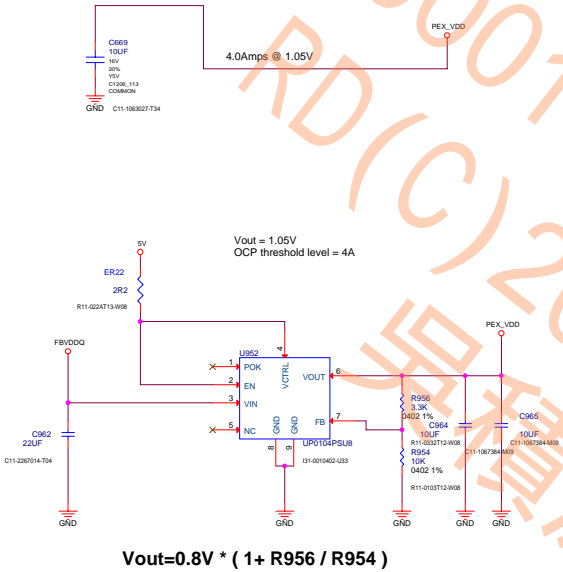 PEX_VDD
C669
10UF
4.0Amps @ 1.05V
16V
20%
Y5V
C1206_113
COMMON
GND
C11-1063027-T34
Vout = 1.05V
OCP threshold level = 4A
5V
ER22
2R2
R11-022AT13-W08
FBVDDQ
PEX_VDD
U952
1
POK
2
EN
3
VIN
5
NC
4
VCTRL
VOUT
6
FB
7
GND
GND
8
9
UP0104PSU8
I31-0010402-U33
C962
22UF
C11-2267014-T04
R956
3.3K
0402 1%
R11-0332T12-W08
C964
10UF
C11-1067384-M09
C965
10UF
C11-1067384-M09
R954
10K
0402 1%
R11-0103T12-W08
GND
GND
GND
GND
GND
Vout=0.8V * ( 1+ R956 / R954 )
RD(C)20
吳積